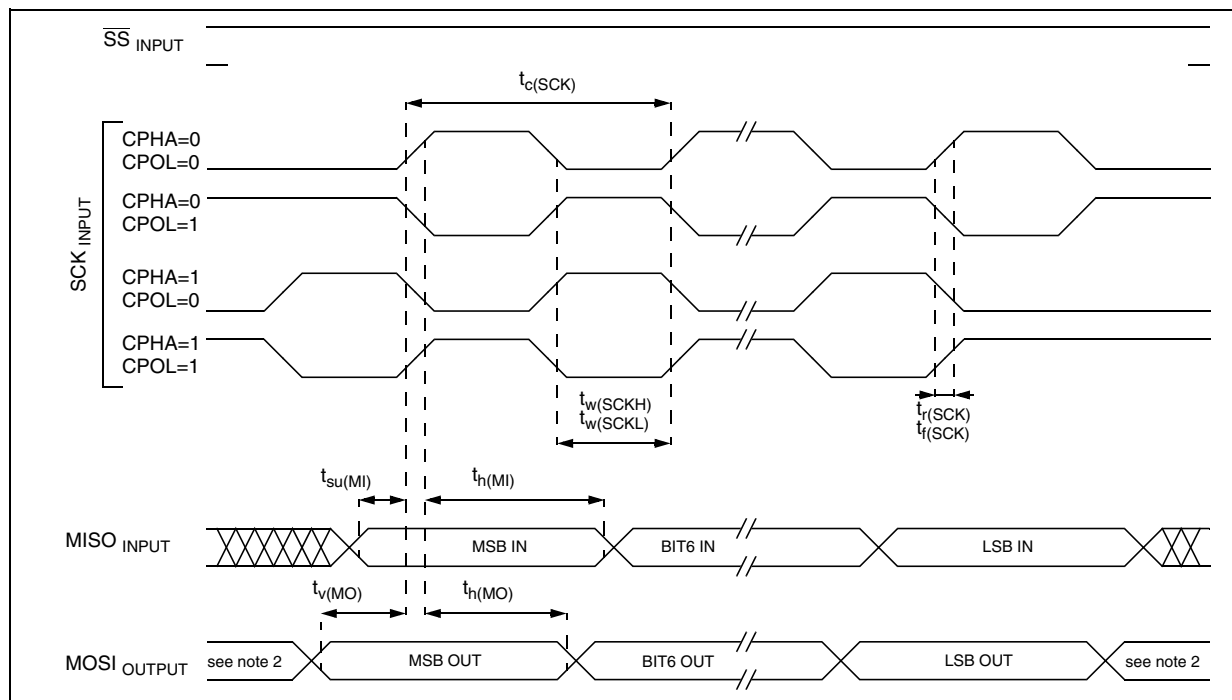 SS INPUT
tc(SCK)
SCK INPUT
CPHA=0
CPOL=0
CPHA=0
CPOL=1
CPHA=1
CPOL=0
CPHA=1
CPOL=1
tw(SCKH)
tw(SCKL)
tr(SCK)
tf(SCK)
tsu(MI)
th(MI)
MISO INPUT
MSB IN
BIT6 IN
LSB IN
tv(MO)
th(MO)
MOSI OUTPUT
see note 2
MSB OUT
BIT6 OUT
LSB OUT
see note 2